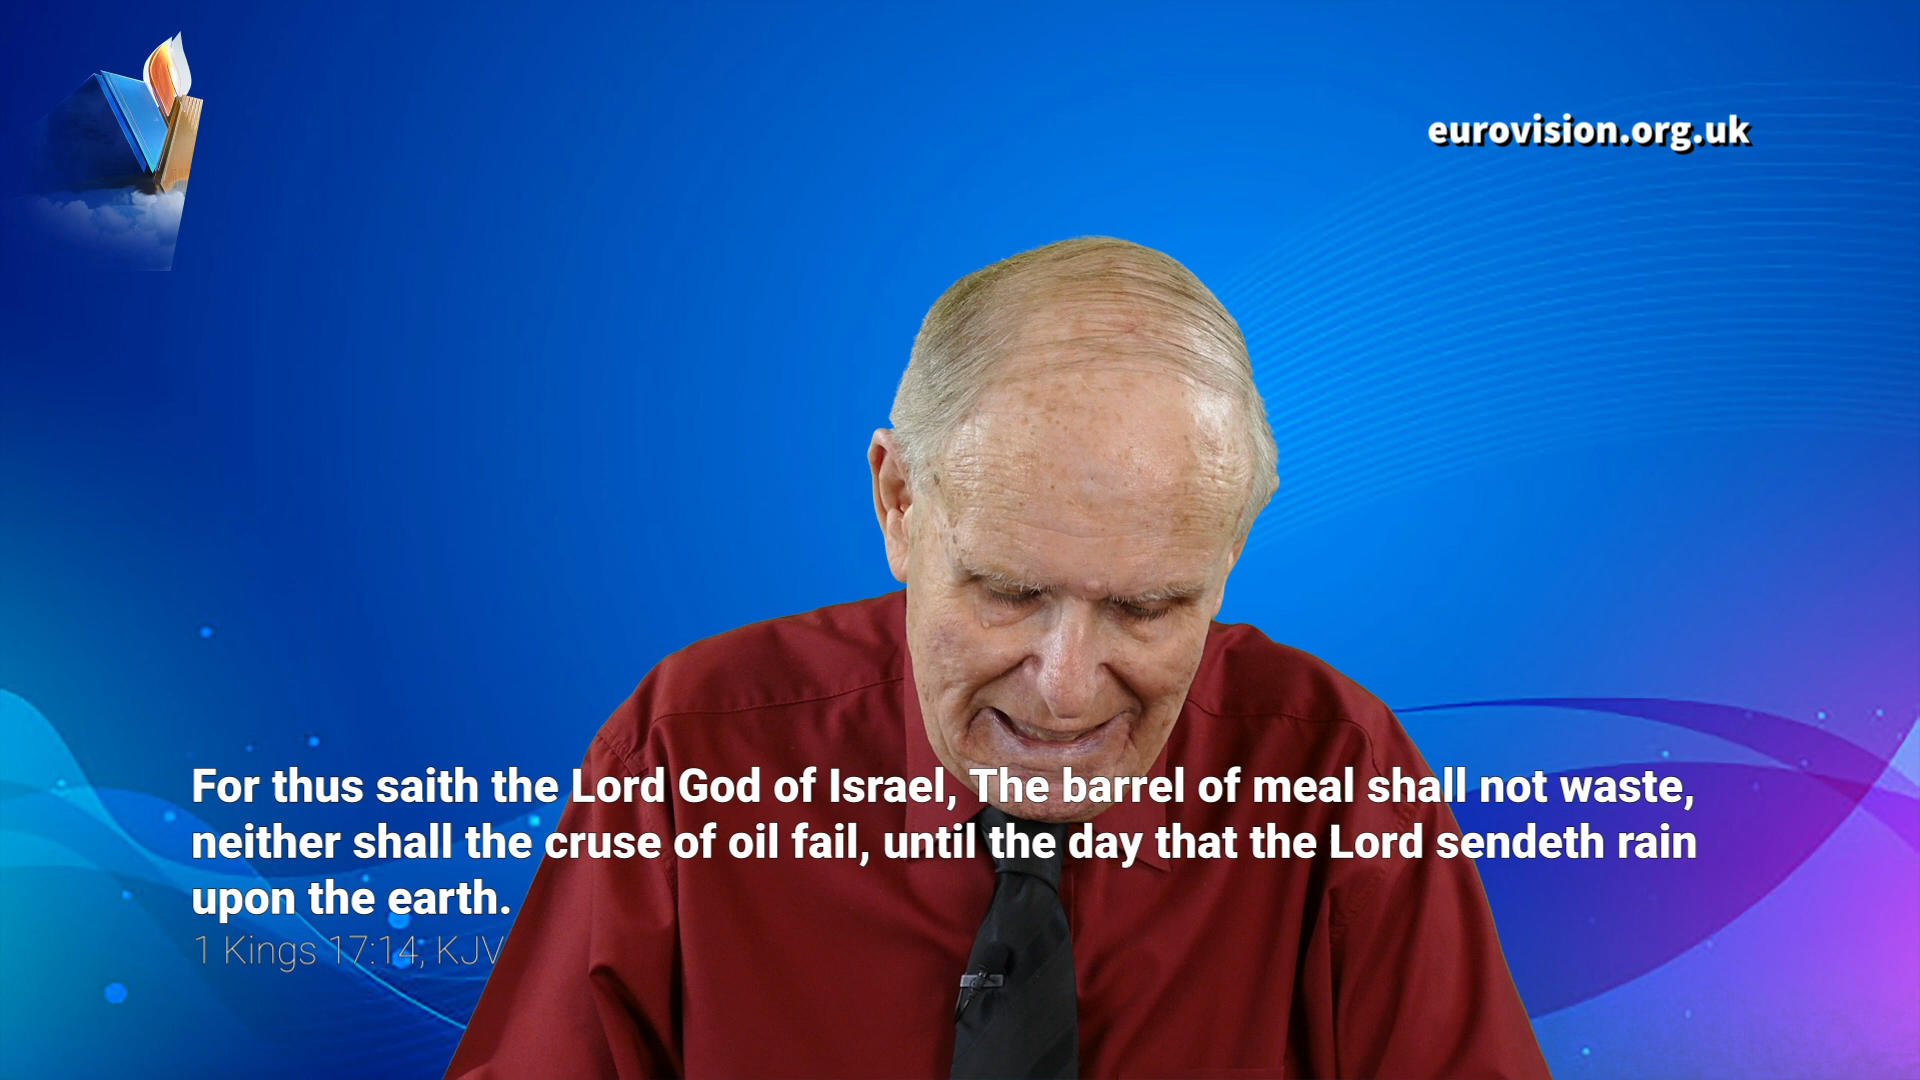 eurovision.org.uk
For thus saith the Lord God of Israel, The barrel of meal shall not waste,
neither shall the cruse of oil fail, until the day that the Lord sendeth rain
upon the earth.
1 Kings 17:14, KJV